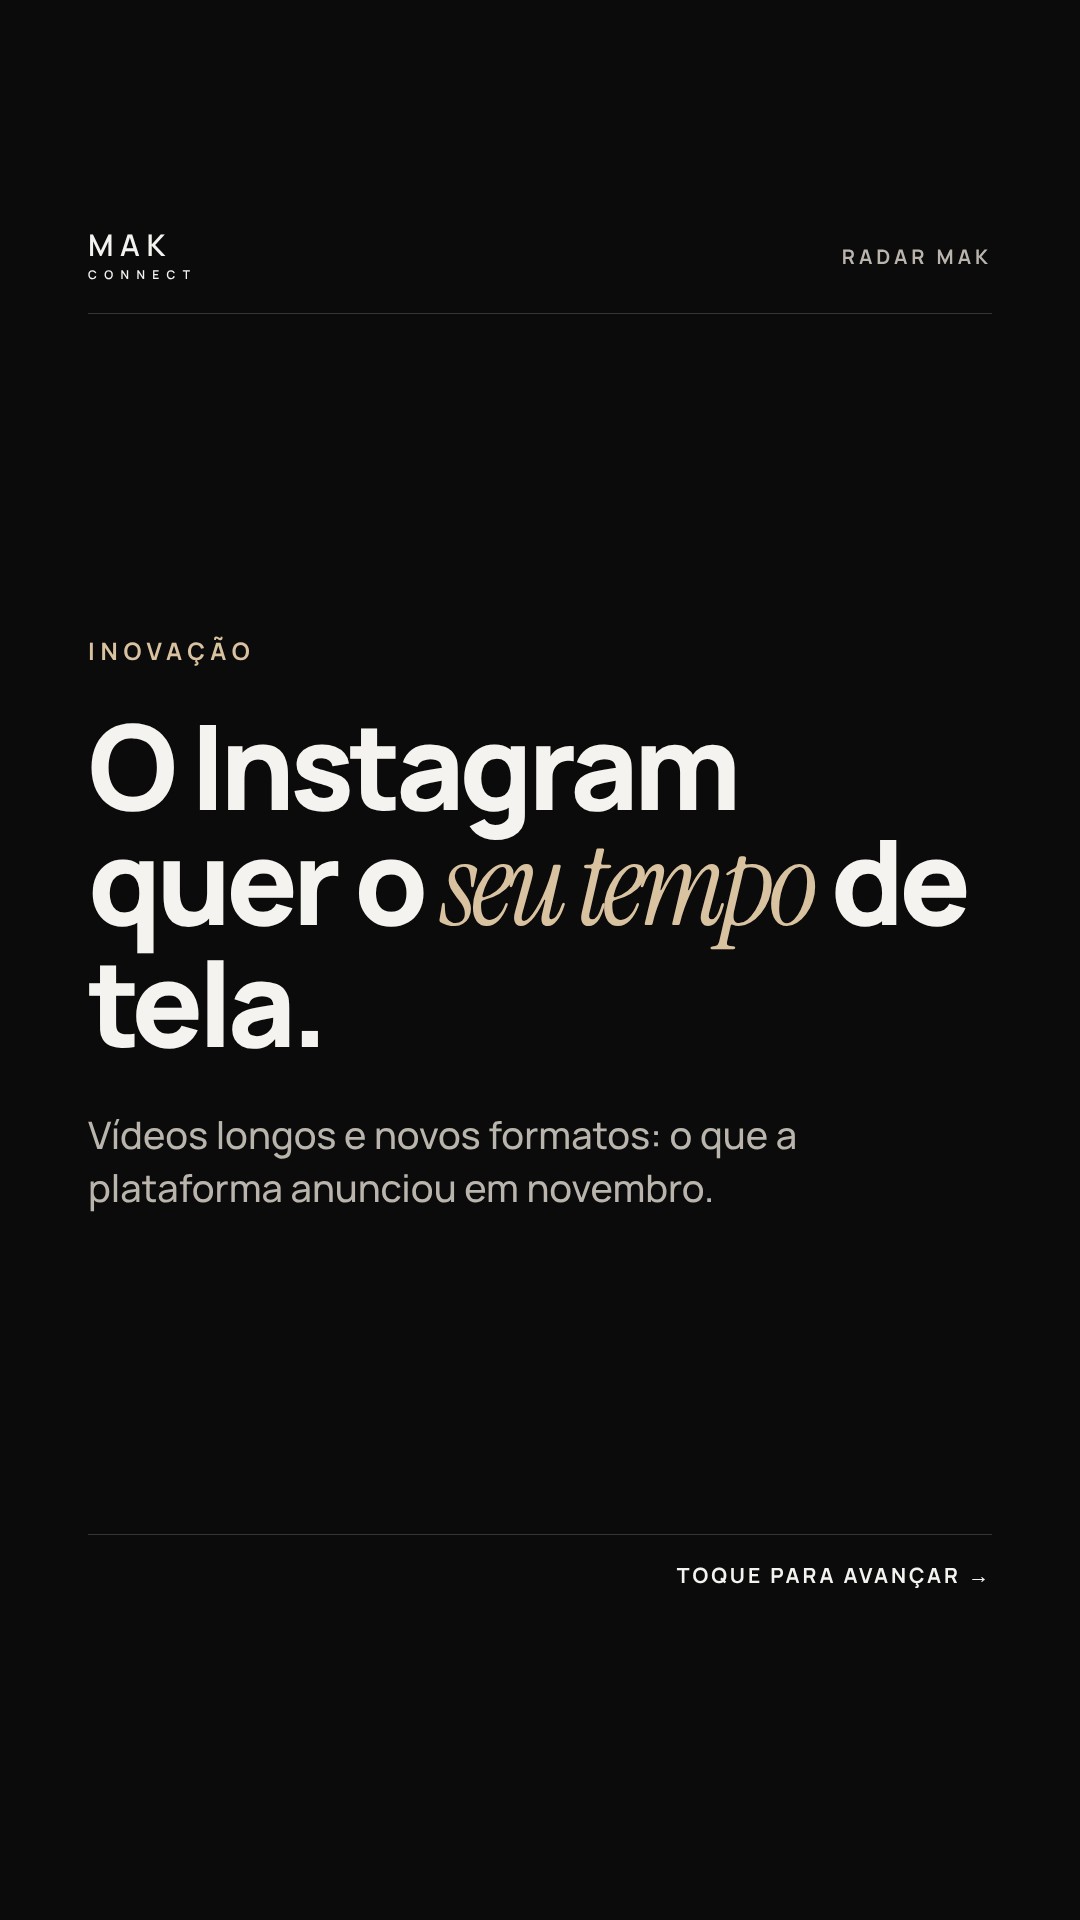 MAK
CONNECT
RADAR MAK
INOVAÇÃO
O Instagram
quer o seu tempo de
tela.
Vídeos longos e novos formatos: o que a
plataforma anunciou em novembro.
TOQUE PARA AVANÇAR →